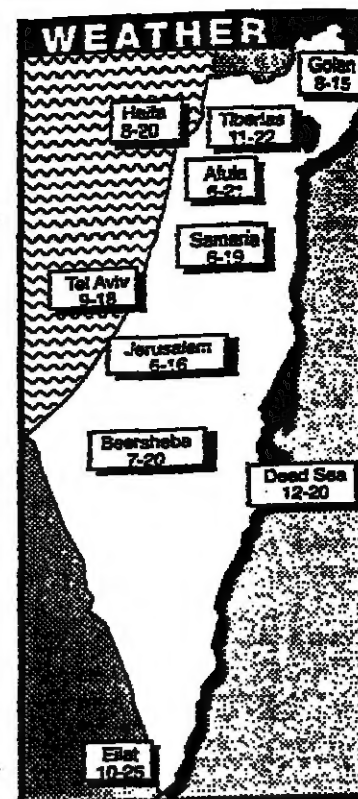 WEATHER
Golan
8-15
Haifa
8-20
Tiberias
11-22
Afula
Samaria
6-19
Tel Aviv
9-18
Jerusalem
6-16
Beersheba
7-20
Dead Sea
12-20
Eilat
10-25